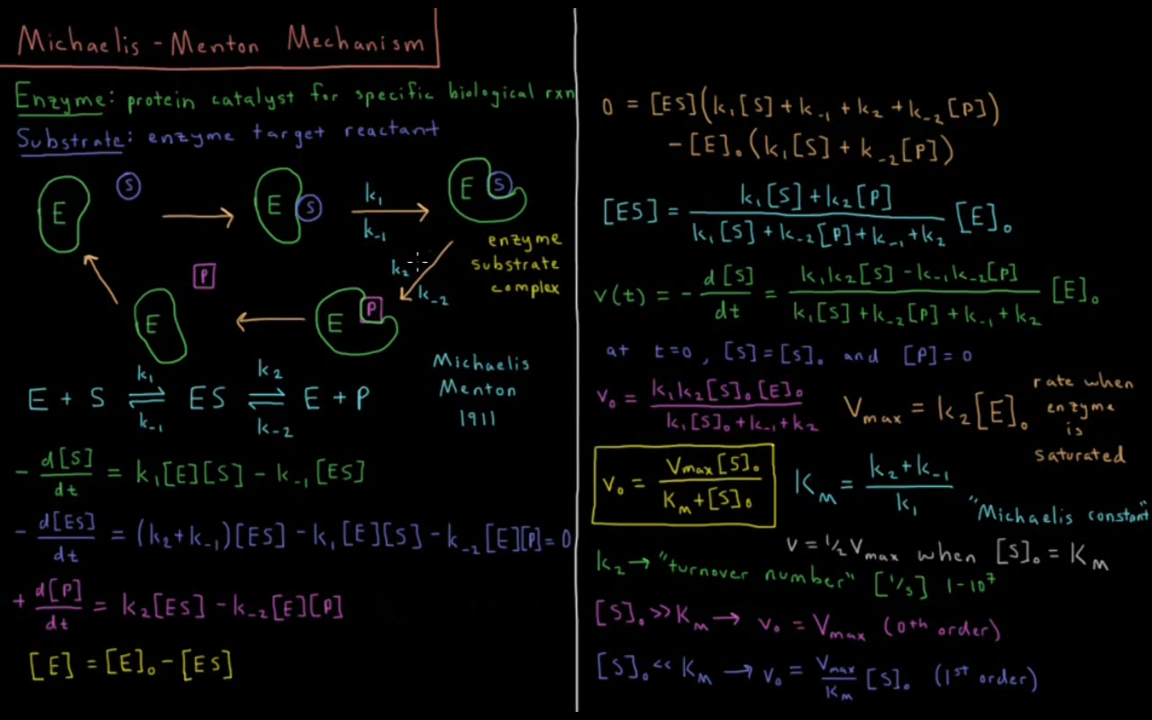 Michaelis-Menton Mechanism
Enzyme: protein catalyst for specific biological rxn
Substrate: enzyme target reactant
E S
E S
k₁
k₋₁
E S
enzyme
substrate
complex
k₂
k₋₂
P
E
E P
E + S ⇌ ES ⇌ E + P
k₁ k₂
k₋₁ k₋₂
Michaelis
Menton
1911
- d[S]/dt = k₁[E][S] - k₋₁[ES]
- d[ES]/dt = (k₂+k₋₁)[ES] - k₁[E][S] - k₋₂[E][P] = 0
+ d[P]/dt = k₂[ES] - k₋₂[E][P]
[E] = [E]₀ - [ES]
0 = [ES](k₁[S] + k₋₁ + k₂ + k₋₂[P])
- [E]₀(k₁[S] + k₋₂[P])
[ES] = (k₁[S] + k₂[P]) / (k₁[S] + k₋₂[P] + k₋₁ + k₂) [E]₀
v(t) = - d[S]/dt = (k₁k₂[S] - k₋₁k₋₂[P]) / (k₁[S] + k₋₂[P] + k₋₁ + k₂) [E]₀
at t=0, [S]=[S]₀ and [P]=0
v₀ = k₁k₂[S]₀[E]₀ / (k₁[S]₀ + k₋₁ + k₂)
Vmax = k₂[E]₀
rate when
enzyme
is
saturated
v₀ = Vmax[S]₀ / (Km + [S]₀)
Km = (k₂ + k₋₁) / k₁
"Michaelis constant"
v = ½ Vmax when [S]₀ = Km
k₂ → "turnover number" [1/s] 1-10⁷
[S]₀ >> Km → v₀ = Vmax (0th order)
[S]₀ << Km → v₀ = Vmax/Km [S]₀ (1st order)